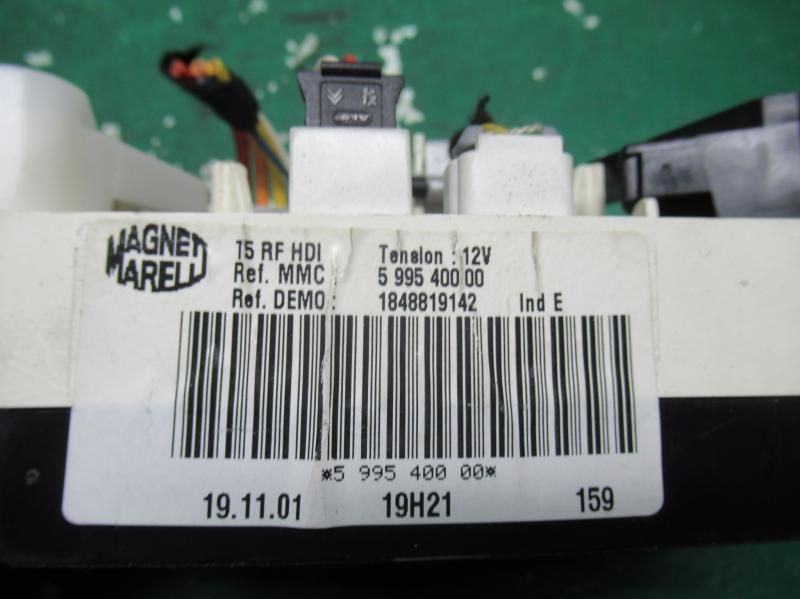 MAGNETI
MARELLI
T5 RF HDI Tension : 12V
Ref. MMC 5 995 400 00
Ref. DEMO : 1848819142 Ind E
*5 995 400 00*
19.11.01 19H21 159